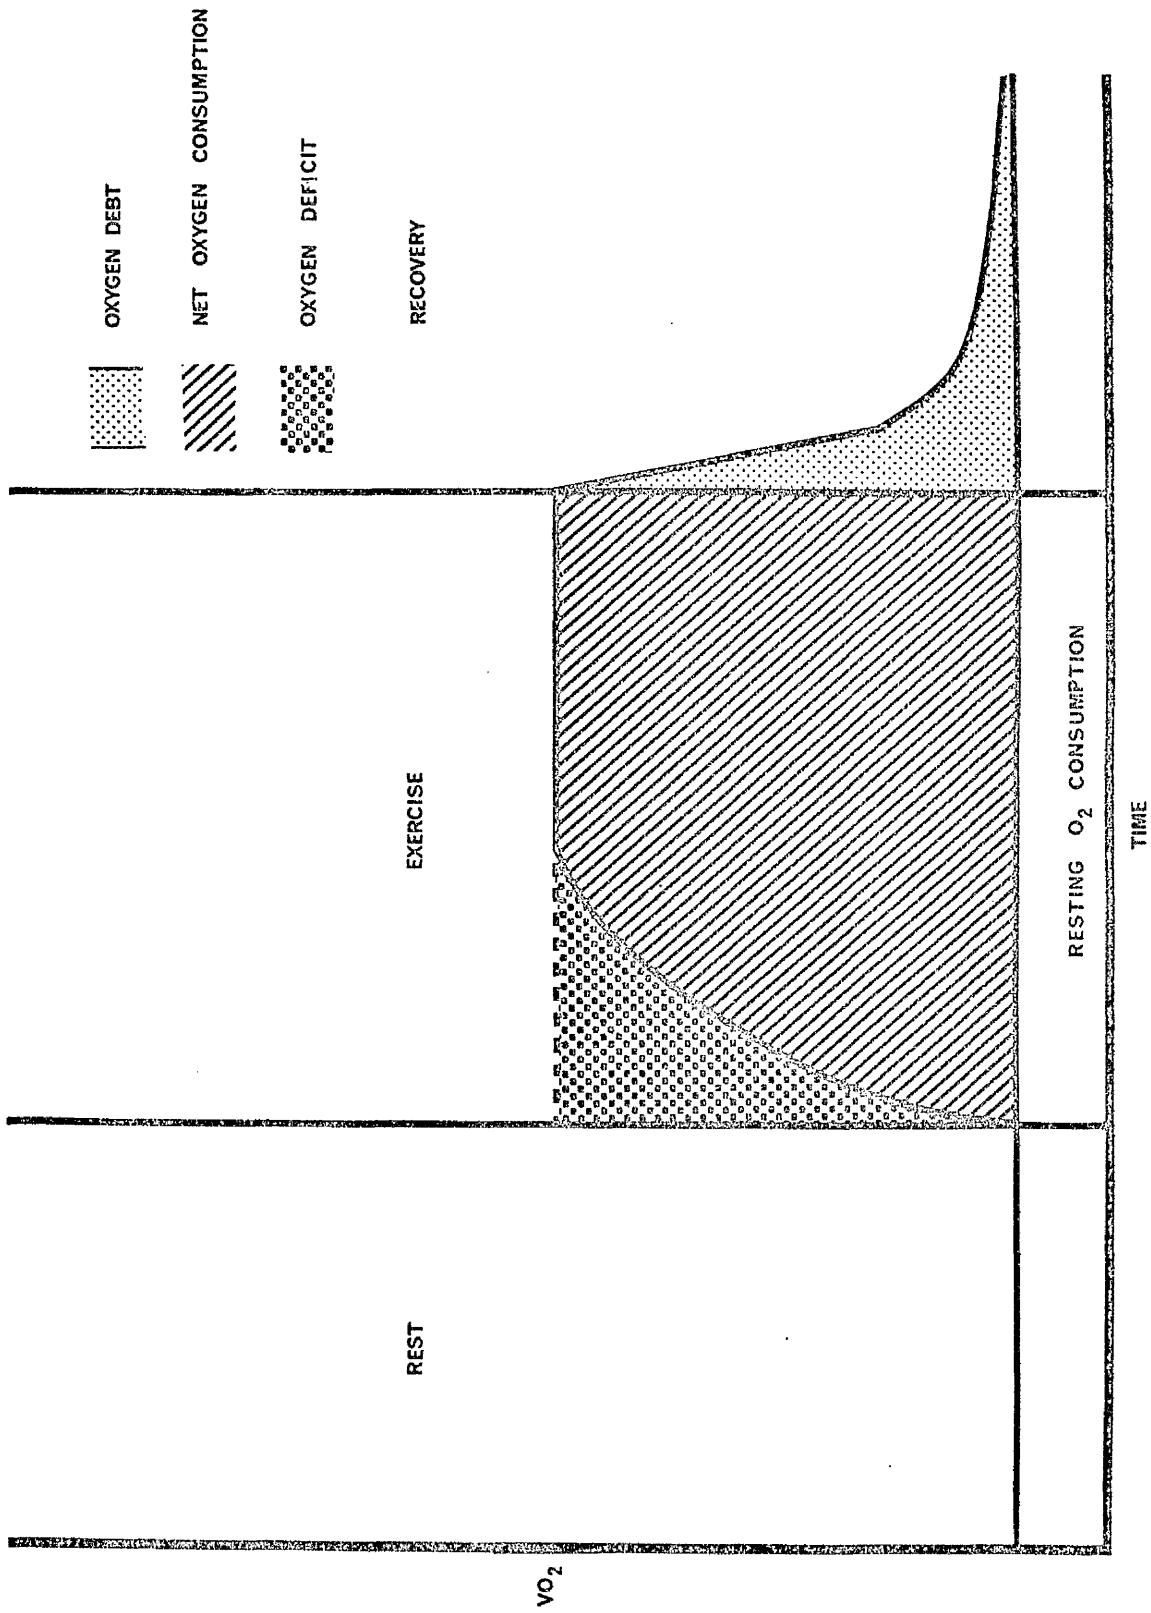 OXYGEN DEBT
NET OXYGEN CONSUMPTION
OXYGEN DEFICIT
REST
EXERCISE
RECOVERY
VO2
RESTING O2 CONSUMPTION
TIME